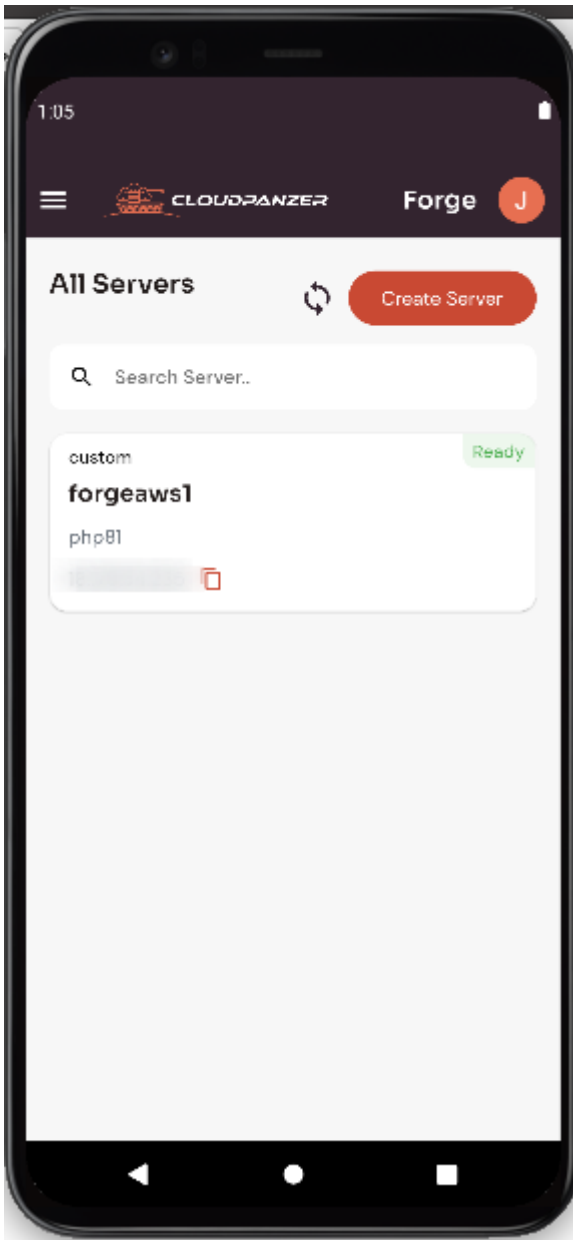 1:05
CLOUDPANZER Forge J
All Servers
Create Server
Search Server..
custom Ready
forgeaws1
php81